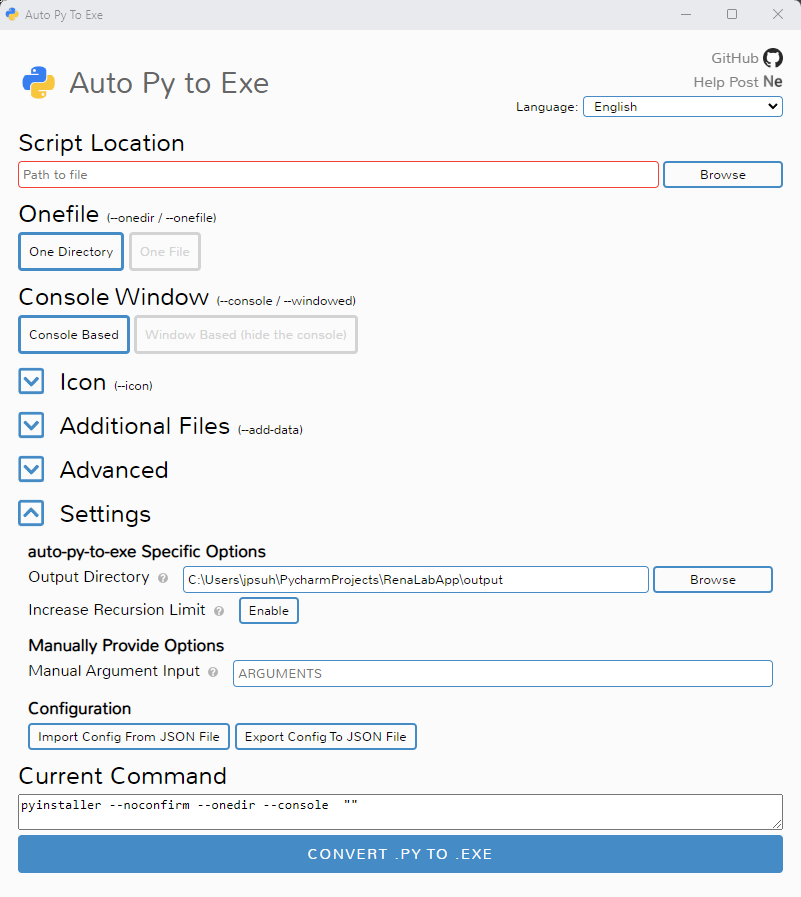 Auto Py To Exe
GitHub
Help Post Ne
Auto Py to Exe
Language: English
Script Location
Path to file Browse
Onefile (--onedir / --onefile)
One Directory One File
Console Window (--console / --windowed)
Console Based Window Based (hide the console)
Icon (--icon)
Additional Files (--add-data)
Advanced
Settings
auto-py-to-exe Specific Options
Output Directory ? C:\Users\jpsuh\PycharmProjects\RenaLabApp\output Browse
Increase Recursion Limit ? Enable
Manually Provide Options
Manual Argument Input ? ARGUMENTS
Configuration
Import Config From JSON File Export Config To JSON File
Current Command
pyinstaller --noconfirm --onedir --console  ""
CONVERT .PY TO .EXE